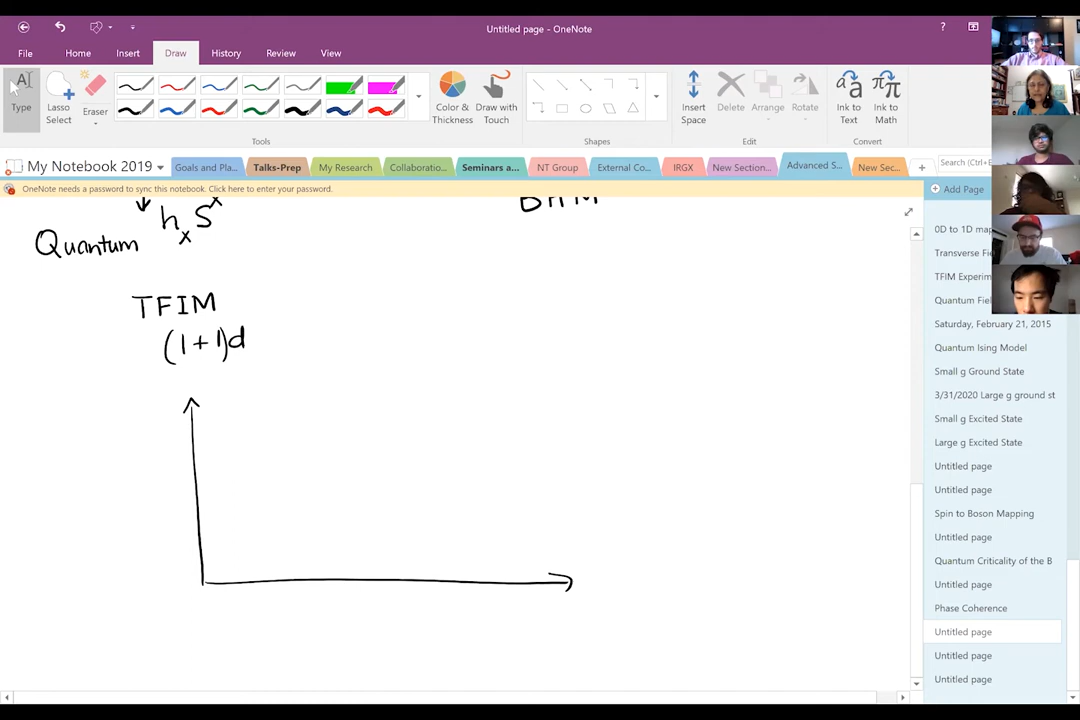 Untitled page - OneNote
?
File
Home
Insert
Draw
History
Review
View
Type
Lasso Select
Eraser
Color & Thickness
Draw with Touch
Insert Space
Delete
Arrange
Rotate
Ink to Text
Ink to Math
Tools
Shapes
Edit
Convert
My Notebook 2019
Goals and Pla...
Talks-Prep
My Research
Collaboratio...
Seminars a...
NT Group
External Co...
IRGX
New Section...
Advanced S...
New Sec...
Search (Ctrl+E
OneNote needs a password to sync this notebook. Click here to enter your password.
Add Page
hx Sx
Quantum
TFIM
(1+1)d
BHM
0D to 1D map
Transverse Fi
TFIM Experim
Quantum Fiel
Saturday, February 21, 2015
Quantum Ising Model
Small g Ground State
3/31/2020 Large g ground st
Small g Excited State
Large g Excited State
Untitled page
Untitled page
Spin to Boson Mapping
Untitled page
Quantum Criticality of the B
Untitled page
Phase Coherence
Untitled page
Untitled page
Untitled page